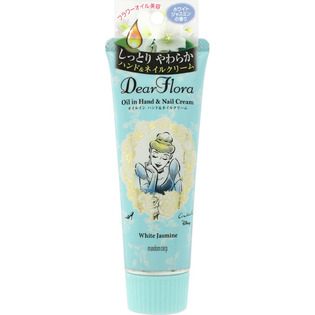 フラワーオイル美容
ホワイト
ジャスミン
の香り
しっとり やわらか
ハンド&ネイルクリーム
Dear Flora
Oil in Hand & Nail Cream
オイルイン ハンド&ネイルクリーム
Disney
White Jasmine